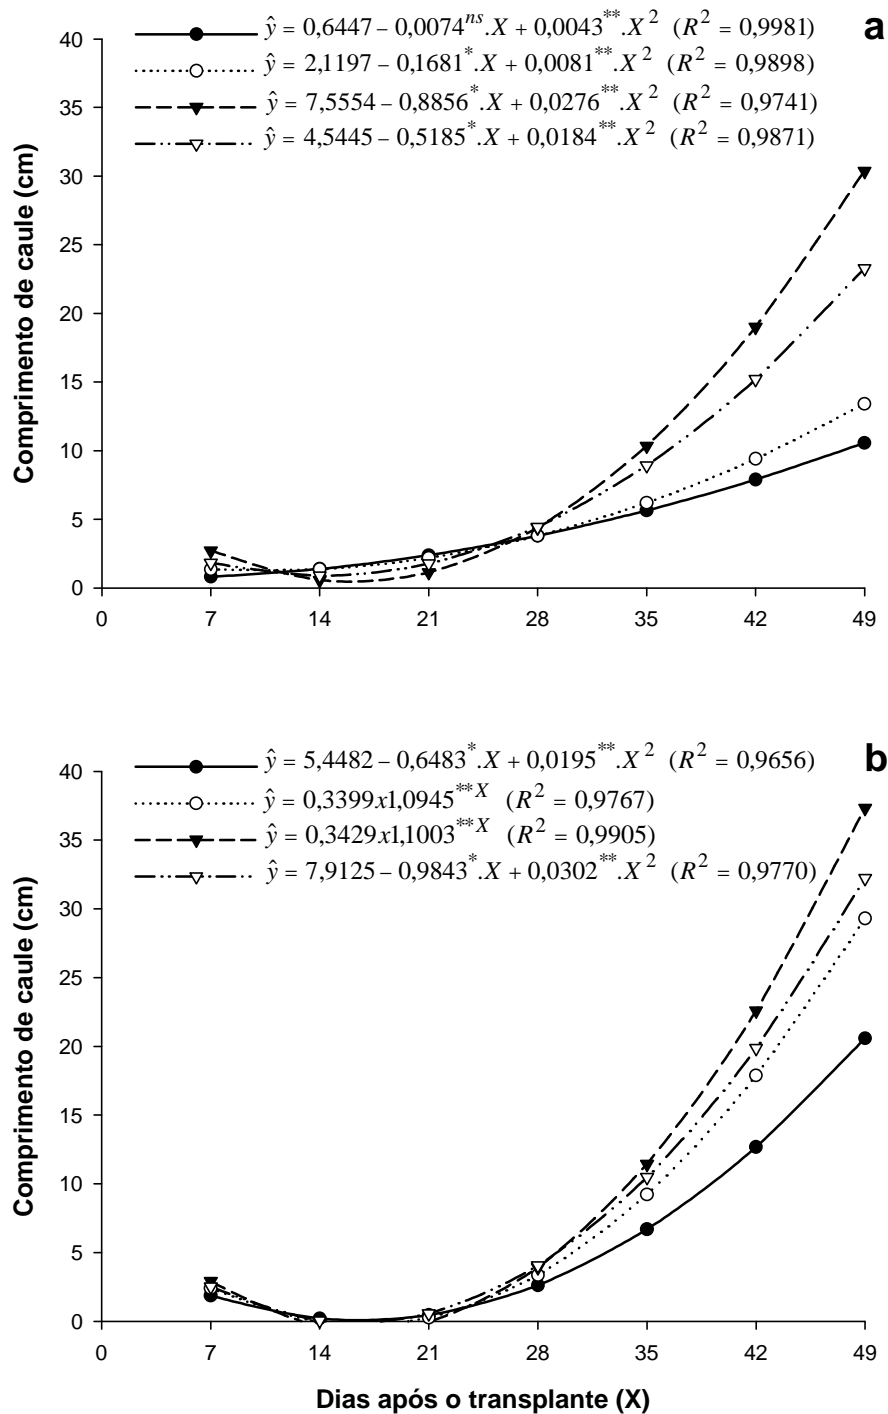 a
ŷ = 0,6447 – 0,0074^ns.X + 0,0043^**.X^2 (R^2 = 0,9981)
ŷ = 2,1197 – 0,1681^*.X + 0,0081^**.X^2 (R^2 = 0,9898)
ŷ = 7,5554 – 0,8856^*.X + 0,0276^**.X^2 (R^2 = 0,9741)
ŷ = 4,5445 – 0,5185^*.X + 0,0184^**.X^2 (R^2 = 0,9871)
Comprimento de caule (cm)
40
35
30
25
20
15
10
5
0
0 7 14 21 28 35 42 49
b
ŷ = 5,4482 – 0,6483^*.X + 0,0195^**.X^2 (R^2 = 0,9656)
ŷ = 0,3399x1,0945^**X (R^2 = 0,9767)
ŷ = 0,3429x1,1003^**X (R^2 = 0,9905)
ŷ = 7,9125 – 0,9843^*.X + 0,0302^**.X^2 (R^2 = 0,9770)
Comprimento de caule (cm)
40
35
30
25
20
15
10
5
0
0 7 14 21 28 35 42 49
Dias após o transplante (X)